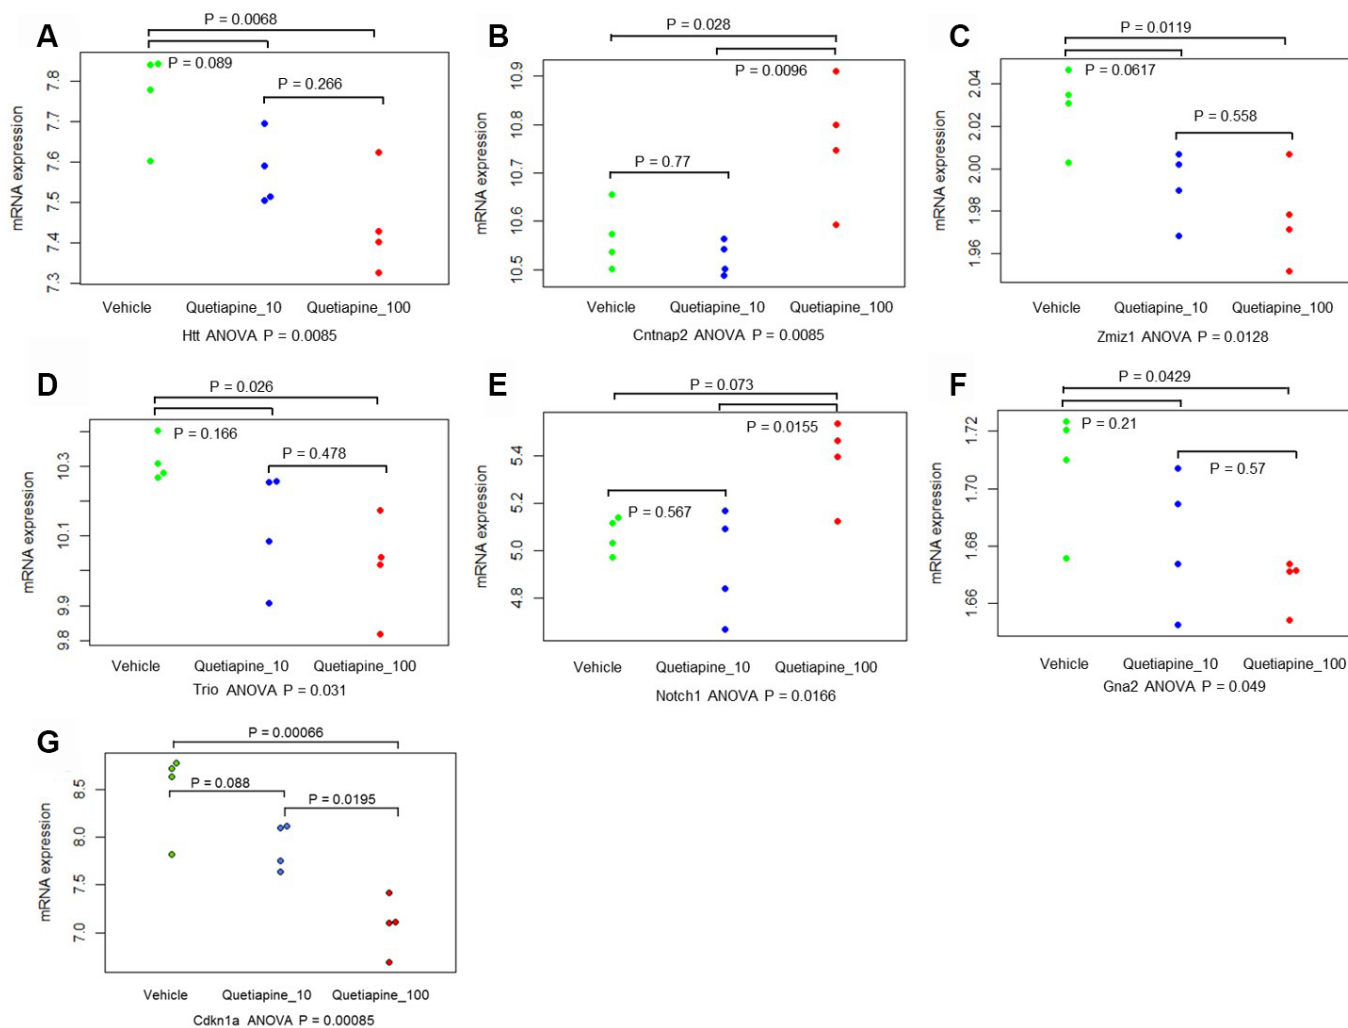 A
P = 0.0068
P = 0.089
P = 0.266
mRNA expression
7.8
7.7
7.6
7.5
7.4
7.3
Vehicle Quetiapine_10 Quetiapine_100
Htt ANOVA P = 0.0085
B
P = 0.028
P = 0.0096
P = 0.77
mRNA expression
10.9
10.8
10.7
10.6
10.5
Vehicle Quetiapine_10 Quetiapine_100
Cntnap2 ANOVA P = 0.0085
C
P = 0.0119
P = 0.0617
P = 0.558
mRNA expression
2.04
2.02
2.00
1.98
1.96
Vehicle Quetiapine_10 Quetiapine_100
Zmiz1 ANOVA P = 0.0128
D
P = 0.026
P = 0.166
P = 0.478
mRNA expression
10.3
10.1
9.9
9.8
Vehicle Quetiapine_10 Quetiapine_100
Trio ANOVA P = 0.031
E
P = 0.073
P = 0.0155
P = 0.567
mRNA expression
5.4
5.2
5.0
4.8
Vehicle Quetiapine_10 Quetiapine_100
Notch1 ANOVA P = 0.0166
F
P = 0.0429
P = 0.21
P = 0.57
mRNA expression
1.72
1.70
1.68
1.66
Vehicle Quetiapine_10 Quetiapine_100
Gna2 ANOVA P = 0.049
G
P = 0.00066
P = 0.088
P = 0.0195
mRNA expression
8.5
8.0
7.5
7.0
Vehicle Quetiapine_10 Quetiapine_100
Cdkn1a ANOVA P = 0.00085